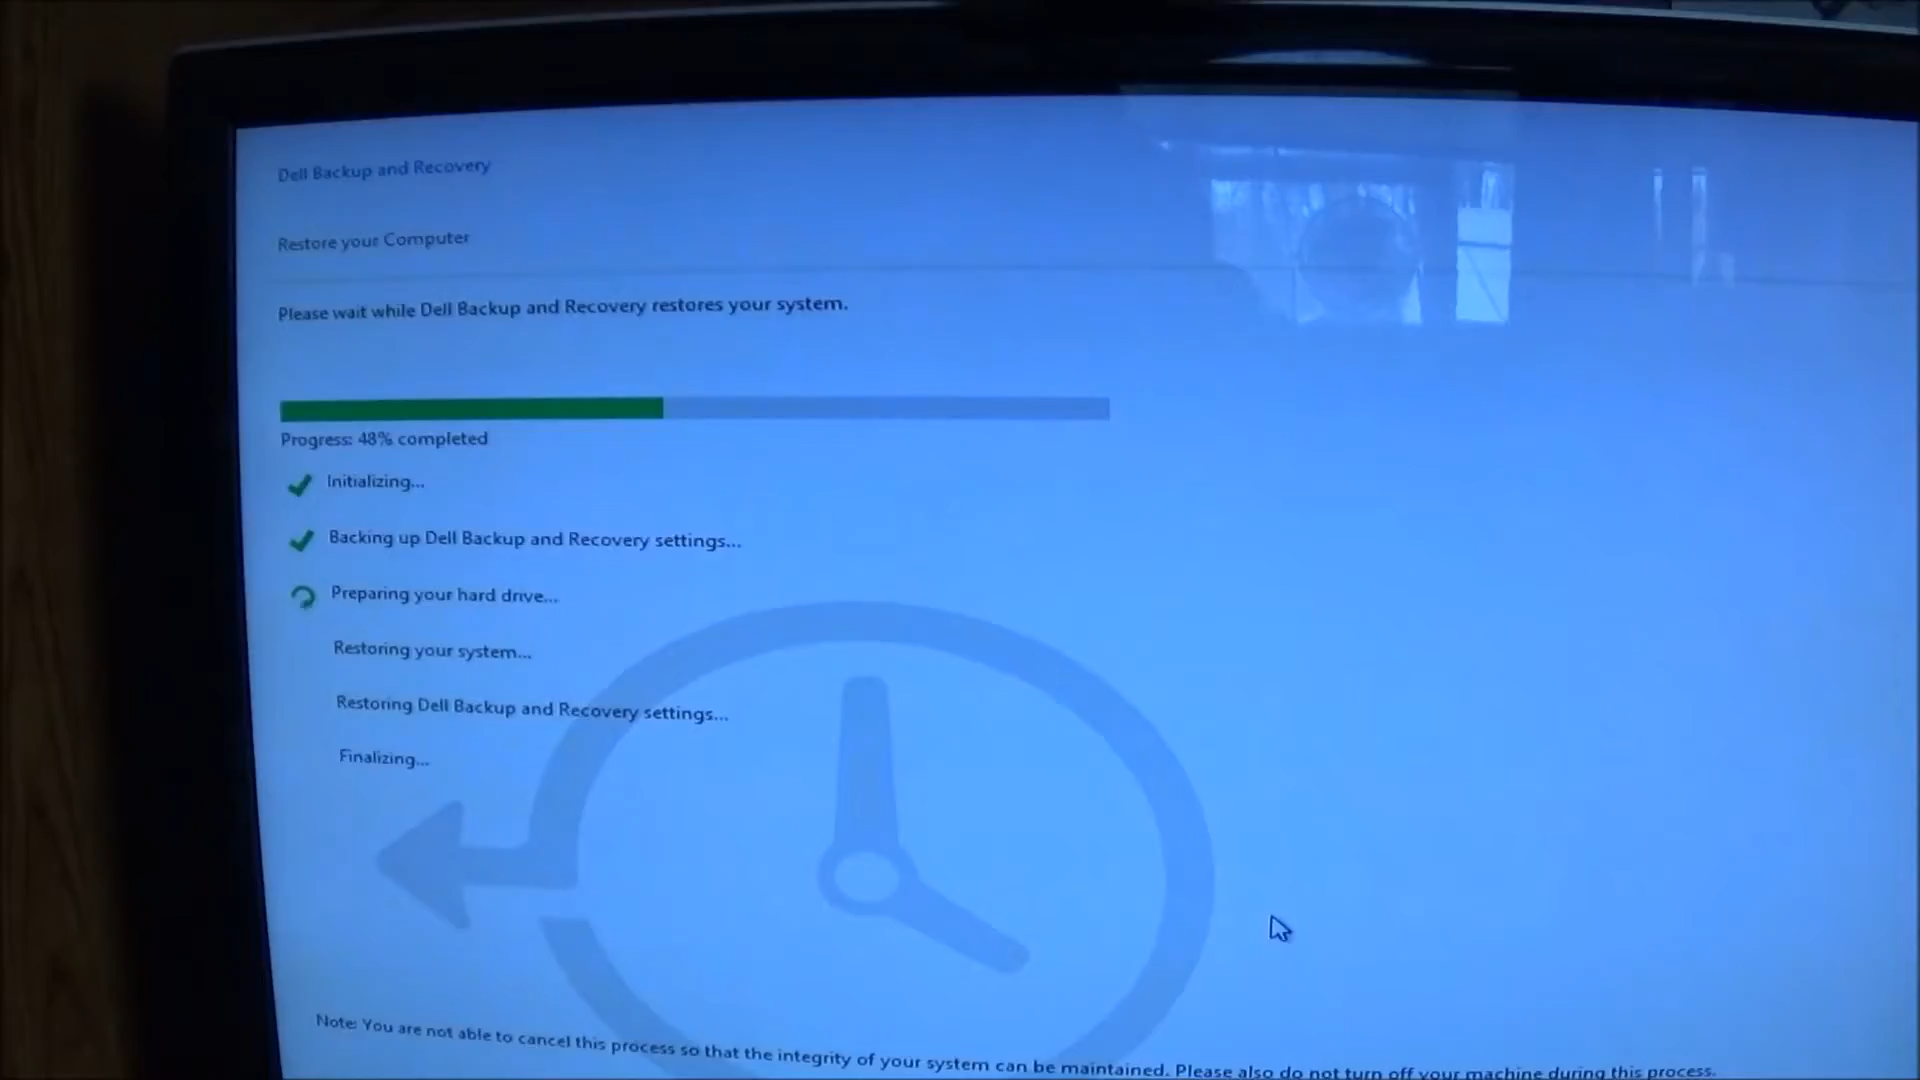 Dell Backup and Recovery
Restore your Computer
Please wait while Dell Backup and Recovery restores your system.
Progress: 48% completed
Initializing...
Backing up Dell Backup and Recovery settings...
Preparing your hard drive...
Restoring your system...
Restoring Dell Backup and Recovery settings...
Finalizing...
Note: You are not able to cancel this process so that the integrity of your system can be maintained. Please also do not turn off your machine during this process.